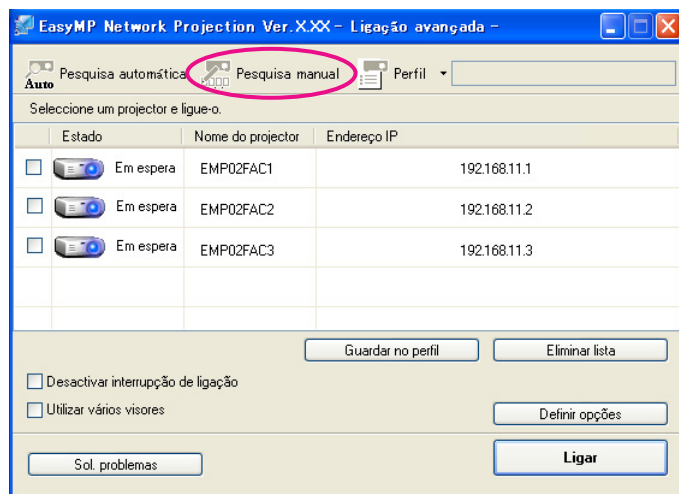 EasyMP Network Projection Ver.X.XX - Ligação avançada -
Auto Pesquisa automática Pesquisa manual Perfil
Seleccione um projector e ligue-o.
Estado Nome do projector Endereço IP
Em espera EMP02FAC1 192.168.11.1
Em espera EMP02FAC2 192.168.11.2
Em espera EMP02FAC3 192.168.11.3
Guardar no perfil Eliminar lista
Desactivar interrupção de ligação
Utilizar vários visores
Definir opções
Sol. problemas Ligar